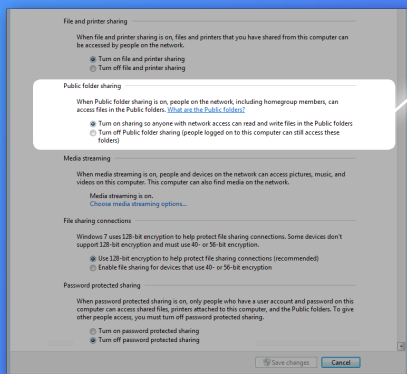 File and printer sharing
When file and printer sharing is on, files and printers that you have shared from this computer can
be accessed by people on the network.
Turn on file and printer sharing
Turn off file and printer sharing
Public folder sharing
When Public folder sharing is on, people on the network, including homegroup members, can
access files in the Public folders. What are the Public folders?
Turn on sharing so anyone with network access can read and write files in the Public folders
Turn off Public folder sharing (people logged on to this computer can still access these
folders)
Media streaming
When media streaming is on, people and devices on the network can access pictures, music, and
videos on this computer. This computer can also find media on the network.
Media streaming is on.
Choose media streaming options...
File sharing connections
Windows 7 uses 128-bit encryption to help protect file sharing connections. Some devices don't
support 128-bit encryption and must use 40- or 56-bit encryption.
Use 128-bit encryption to help protect file sharing connections (recommended)
Enable file sharing for devices that use 40- or 56-bit encryption
Password protected sharing
When password protected sharing is on, only people who have a user account and password on this
computer can access shared files, printers attached to this computer, and the Public folders. To give
other people access, you must turn off password protected sharing.
Turn on password protected sharing
Turn off password protected sharing
Save changes
Cancel